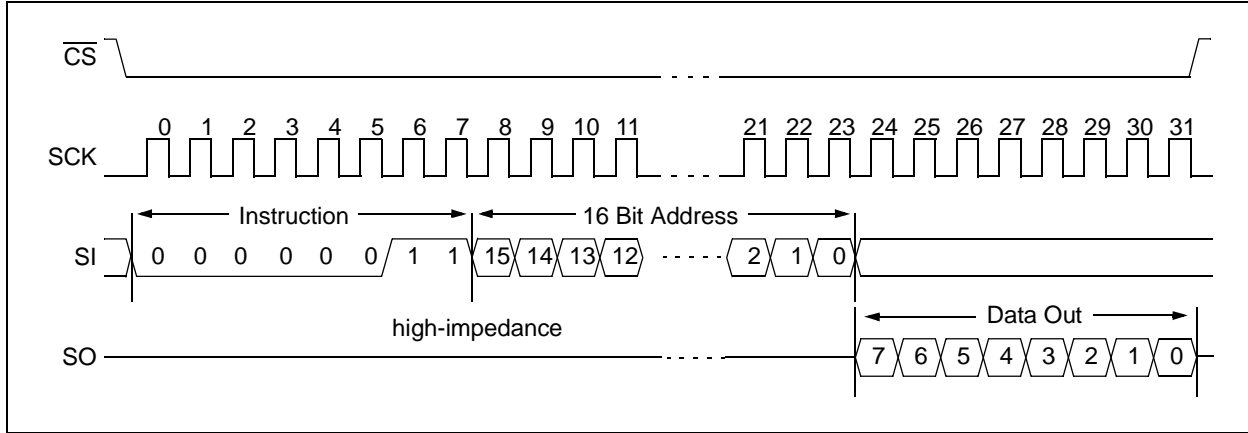 CS
0 1 2 3 4 5 6 7 8 9 10 11 21 22 23 24 25 26 27 28 29 30 31
SCK
Instruction 16 Bit Address
SI 0 0 0 0 0 0 1 1 15 14 13 12 2 1 0
Data Out
high-impedance
SO 7 6 5 4 3 2 1 0